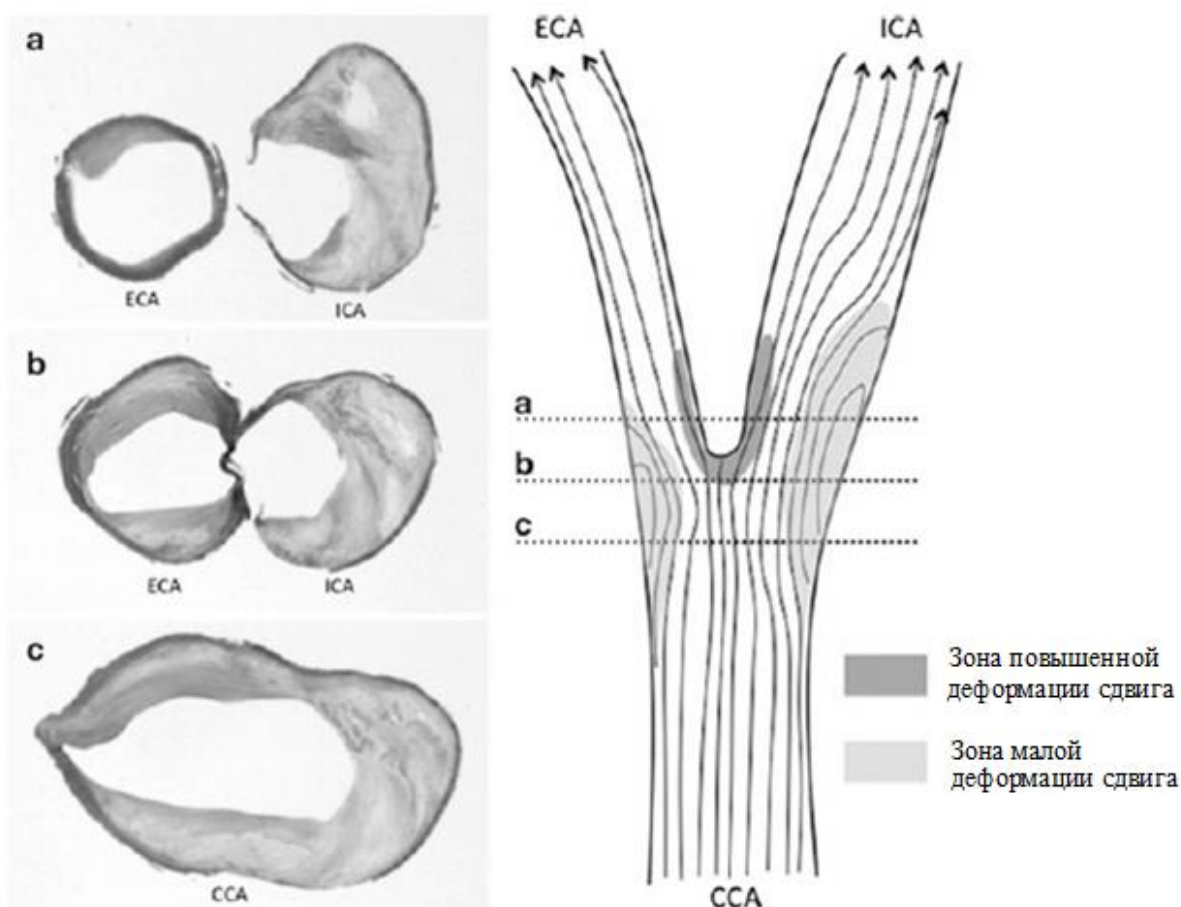 a
ECA
ICA
b
ECA
ICA
c
CCA
ECA
ICA
a
b
c
CCA
Зона повышенной
деформации сдвига
Зона малой
деформации сдвига